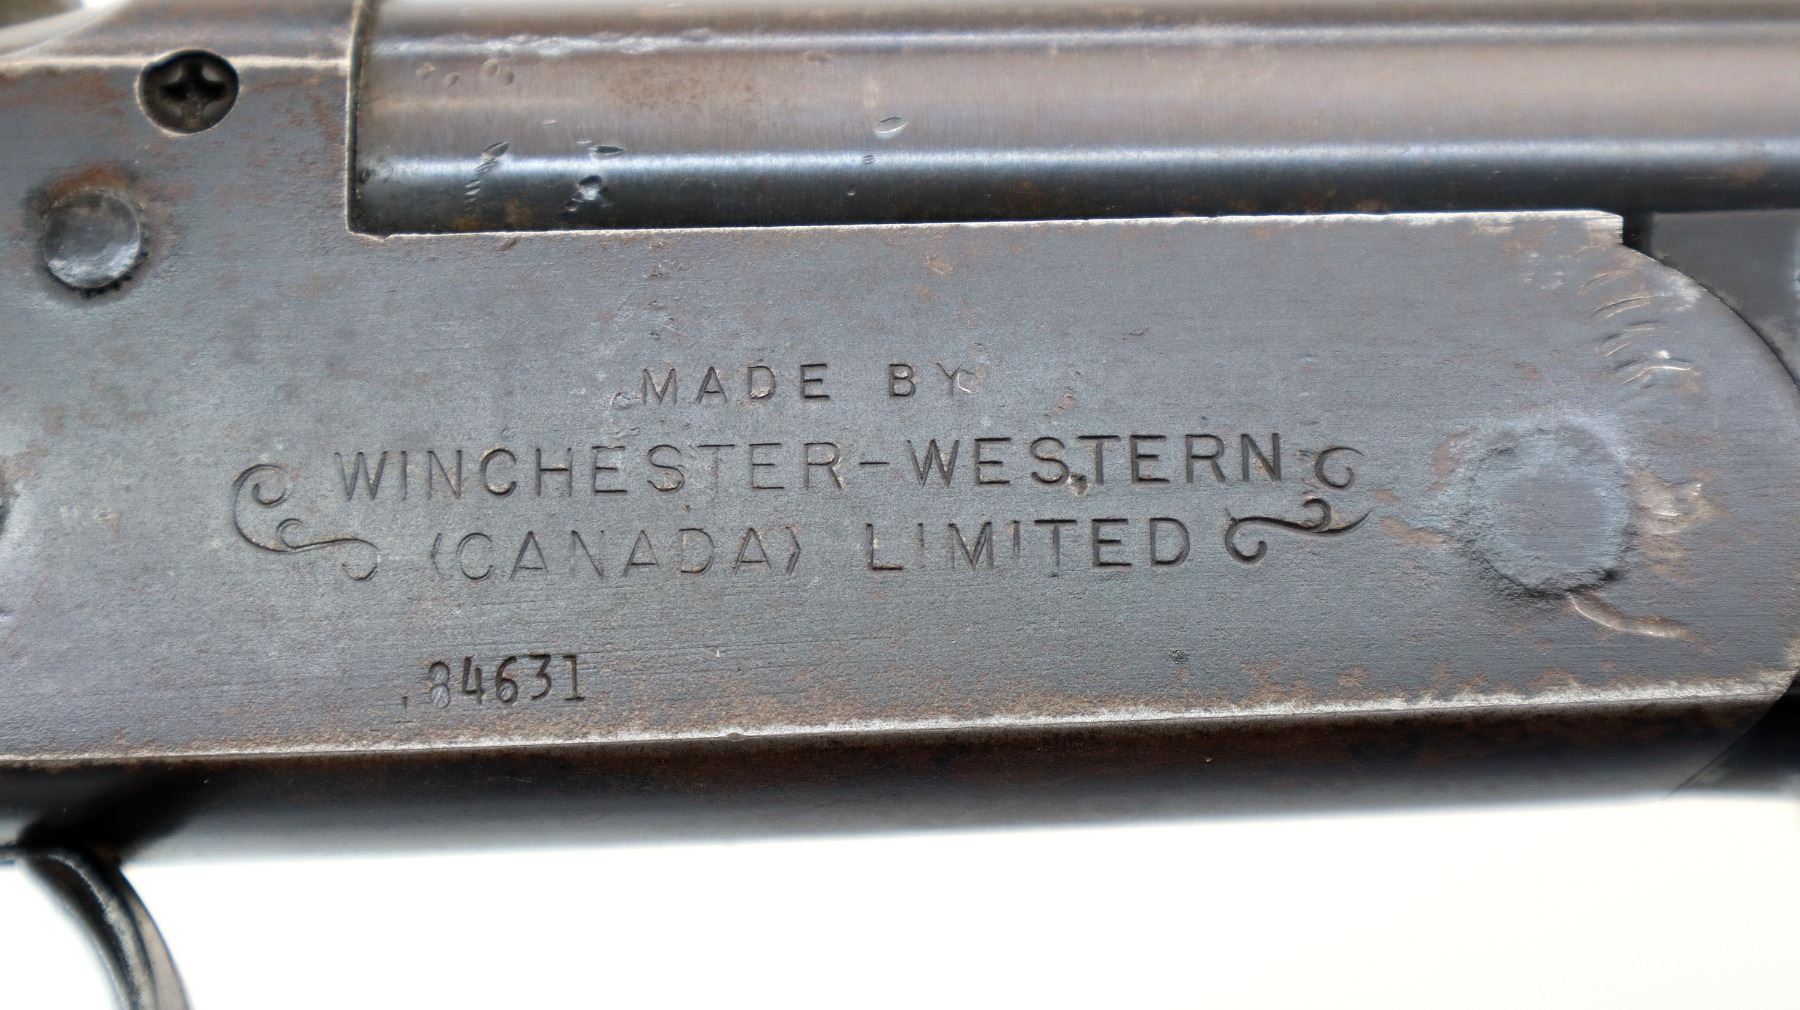 MADE BY
WINCHESTER-WESTERN
(CANADA) LIMITED
84631